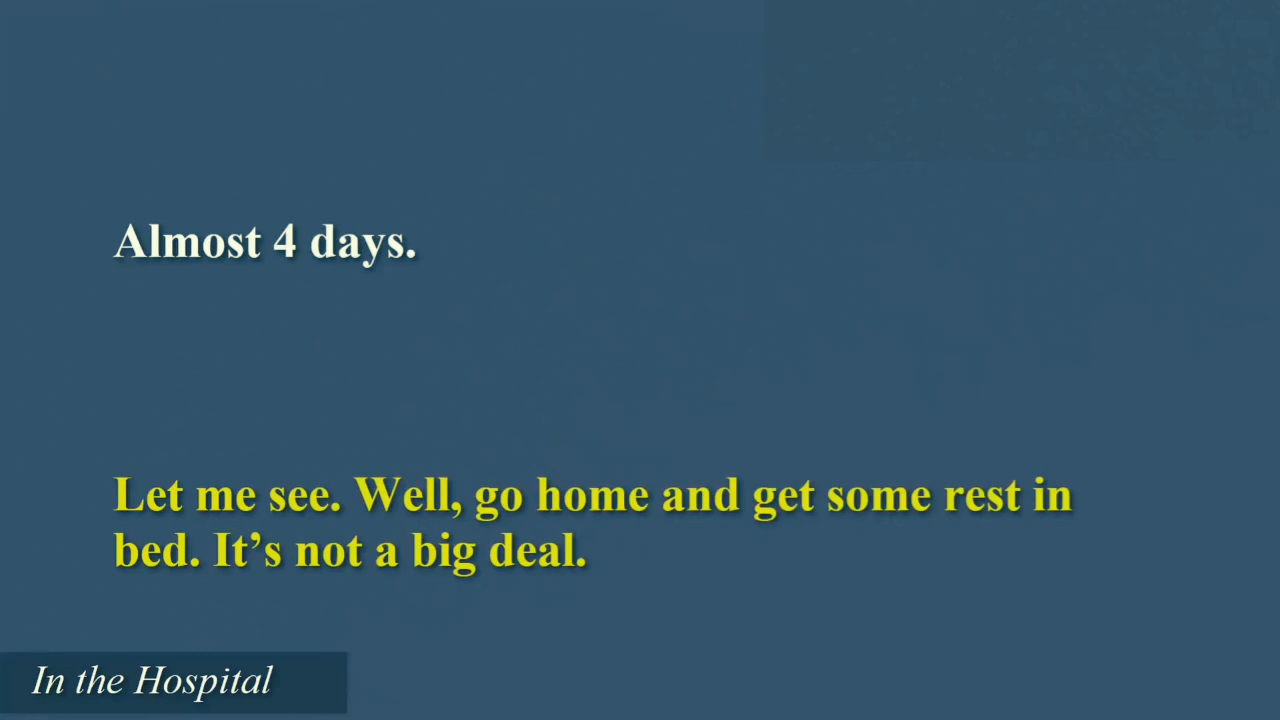 Almost 4 days.
Let me see. Well, go home and get some rest in
bed. It’s not a big deal.
In the Hospital